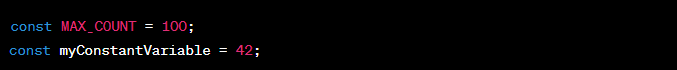 const MAX_COUNT = 100;
const myConstantVariable = 42;